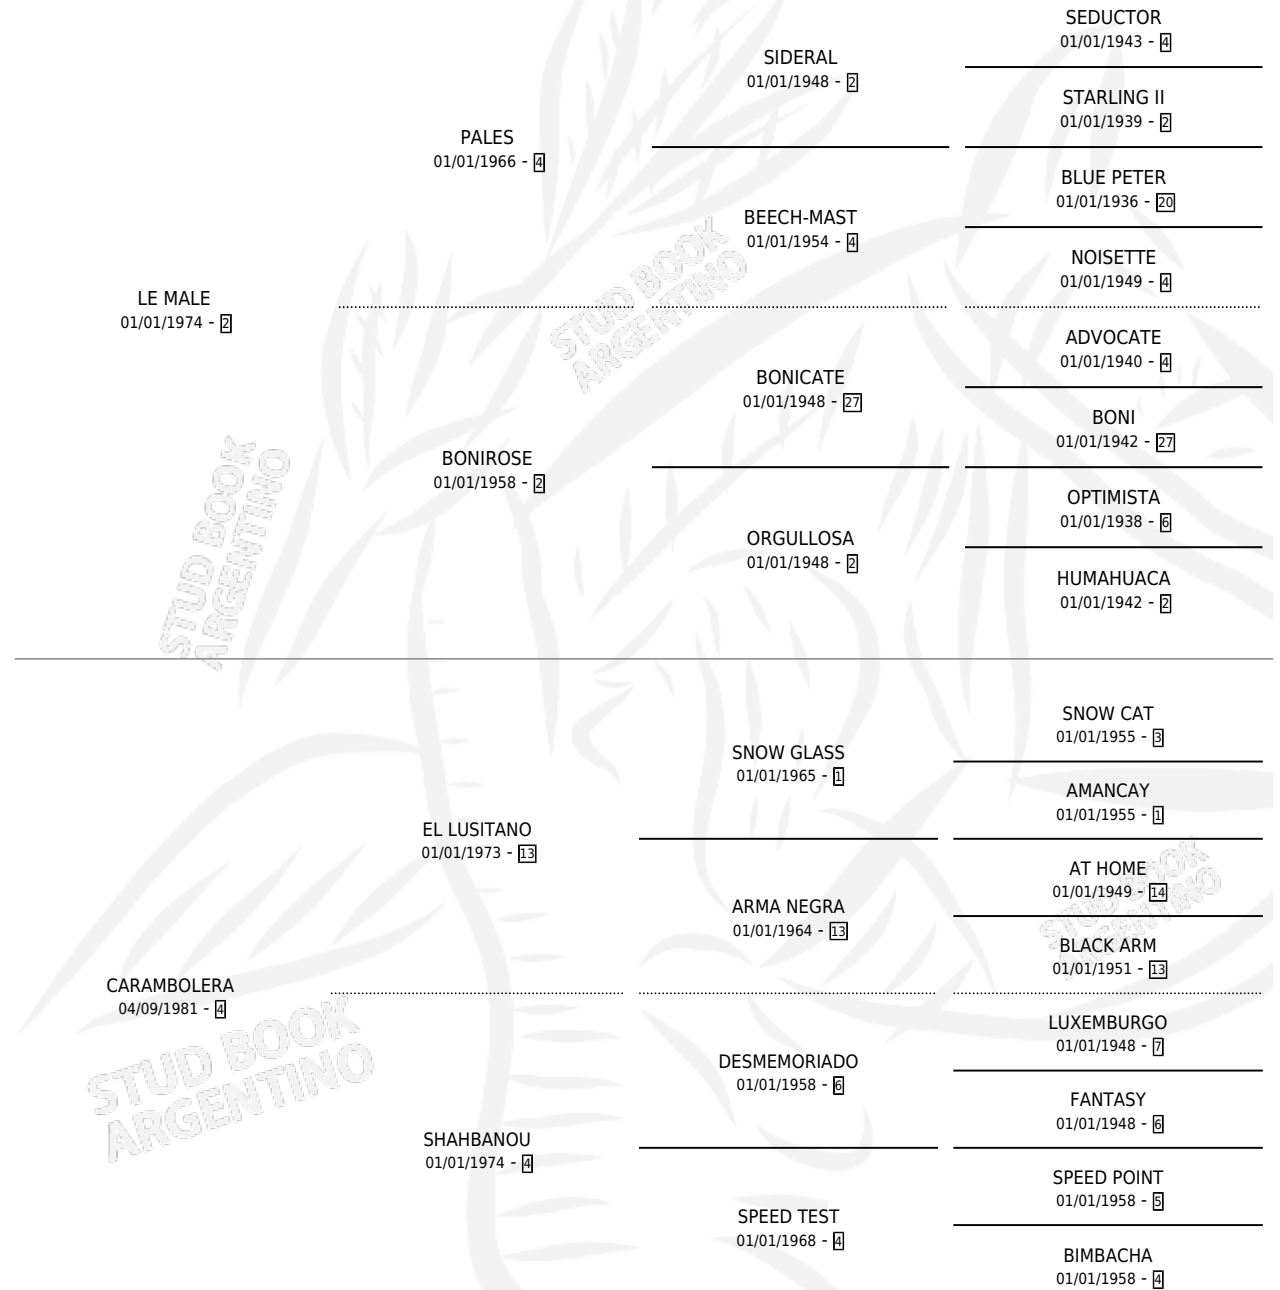 SEDUCTOR
01/01/1943 - 4
SIDERAL
01/01/1948 - 2
STARLING II
01/01/1939 - 2
PALES
01/01/1966 - 4
BLUE PETER
01/01/1936 - 20
BEECH-MAST
01/01/1954 - 4
NOISETTE
01/01/1949 - 4
LE MALE
01/01/1974 - 2
STUD BOOK
ARGENTINO
ADVOCATE
01/01/1940 - 4
BONICATE
01/01/1948 - 27
BONI
01/01/1942 - 27
BONIROSE
01/01/1958 - 2
OPTIMISTA
01/01/1938 - 6
ORGULLOSA
01/01/1948 - 2
HUMAHUACA
01/01/1942 - 2
STUD BOOK
ARGENTINO
SNOW CAT
01/01/1955 - 3
SNOW GLASS
01/01/1965 - 1
AMANCAY
01/01/1955 - 1
EL LUSITANO
01/01/1973 - 13
AT HOME
01/01/1949 - 14
ARMA NEGRA
01/01/1964 - 13
STUD BOOK
ARGENTINO
BLACK ARM
01/01/1951 - 13
CARAMBOLERA
04/09/1981 - 4
LUXEMBURGO
01/01/1948 - 7
STUD BOOK
ARGENTINO
DESMEMORIADO
01/01/1958 - 6
FANTASY
01/01/1948 - 6
SHAHBANOU
01/01/1974 - 4
SPEED POINT
01/01/1958 - 5
SPEED TEST
01/01/1968 - 4
BIMBACHA
01/01/1958 - 4